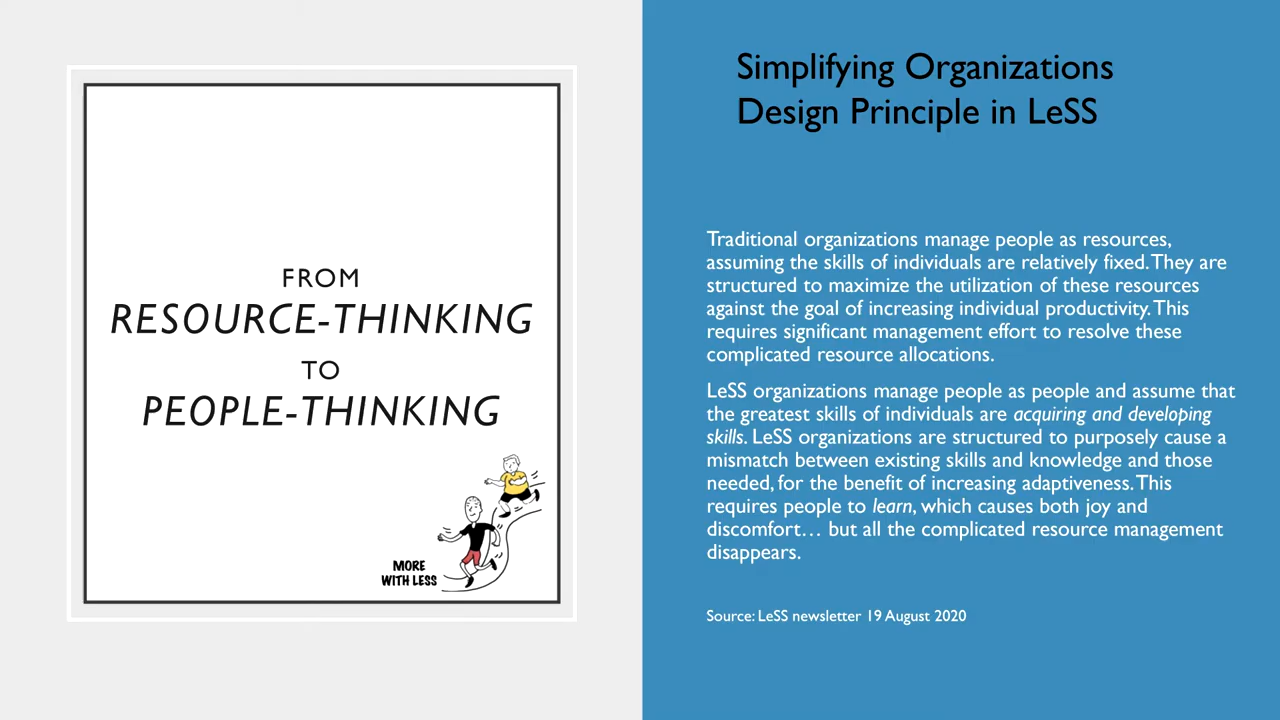 FROM
RESOURCE-THINKING
TO
PEOPLE-THINKING
MORE
WITH LESS
Simplifying Organizations
Design Principle in LeSS
Traditional organizations manage people as resources,
assuming the skills of individuals are relatively fixed. They are
structured to maximize the utilization of these resources
against the goal of increasing individual productivity. This
requires significant management effort to resolve these
complicated resource allocations.
LeSS organizations manage people as people and assume that
the greatest skills of individuals are acquiring and developing
skills. LeSS organizations are structured to purposely cause a
mismatch between existing skills and knowledge and those
needed, for the benefit of increasing adaptiveness. This
requires people to learn, which causes both joy and
discomfort… but all the complicated resource management
disappears.
Source: LeSS newsletter 19 August 2020